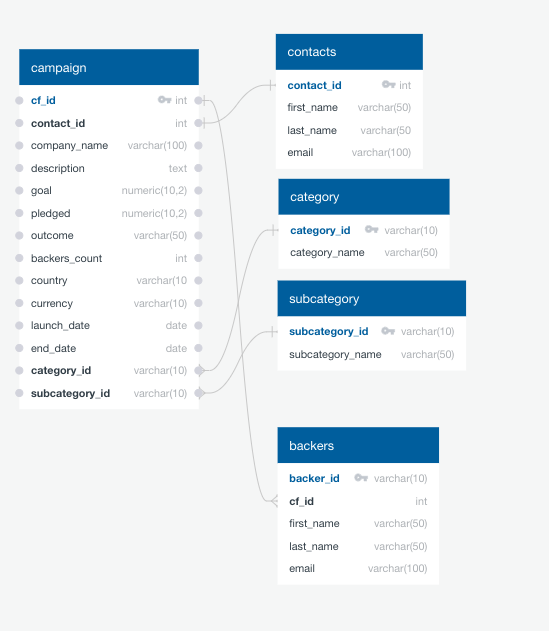 campaign
cf_id int
contact_id int
company_name varchar(100)
description text
goal numeric(10,2)
pledged numeric(10,2)
outcome varchar(50)
backers_count int
country varchar(10
currency varchar(10)
launch_date date
end_date date
category_id varchar(10)
subcategory_id varchar(10)
contacts
contact_id int
first_name varchar(50)
last_name varchar(50
email varchar(100)
category
category_id varchar(10)
category_name varchar(50)
subcategory
subcategory_id varchar(10)
subcategory_name varchar(50)
backers
backer_id varchar(10)
cf_id int
first_name varchar(50)
last_name varchar(50)
email varchar(100)